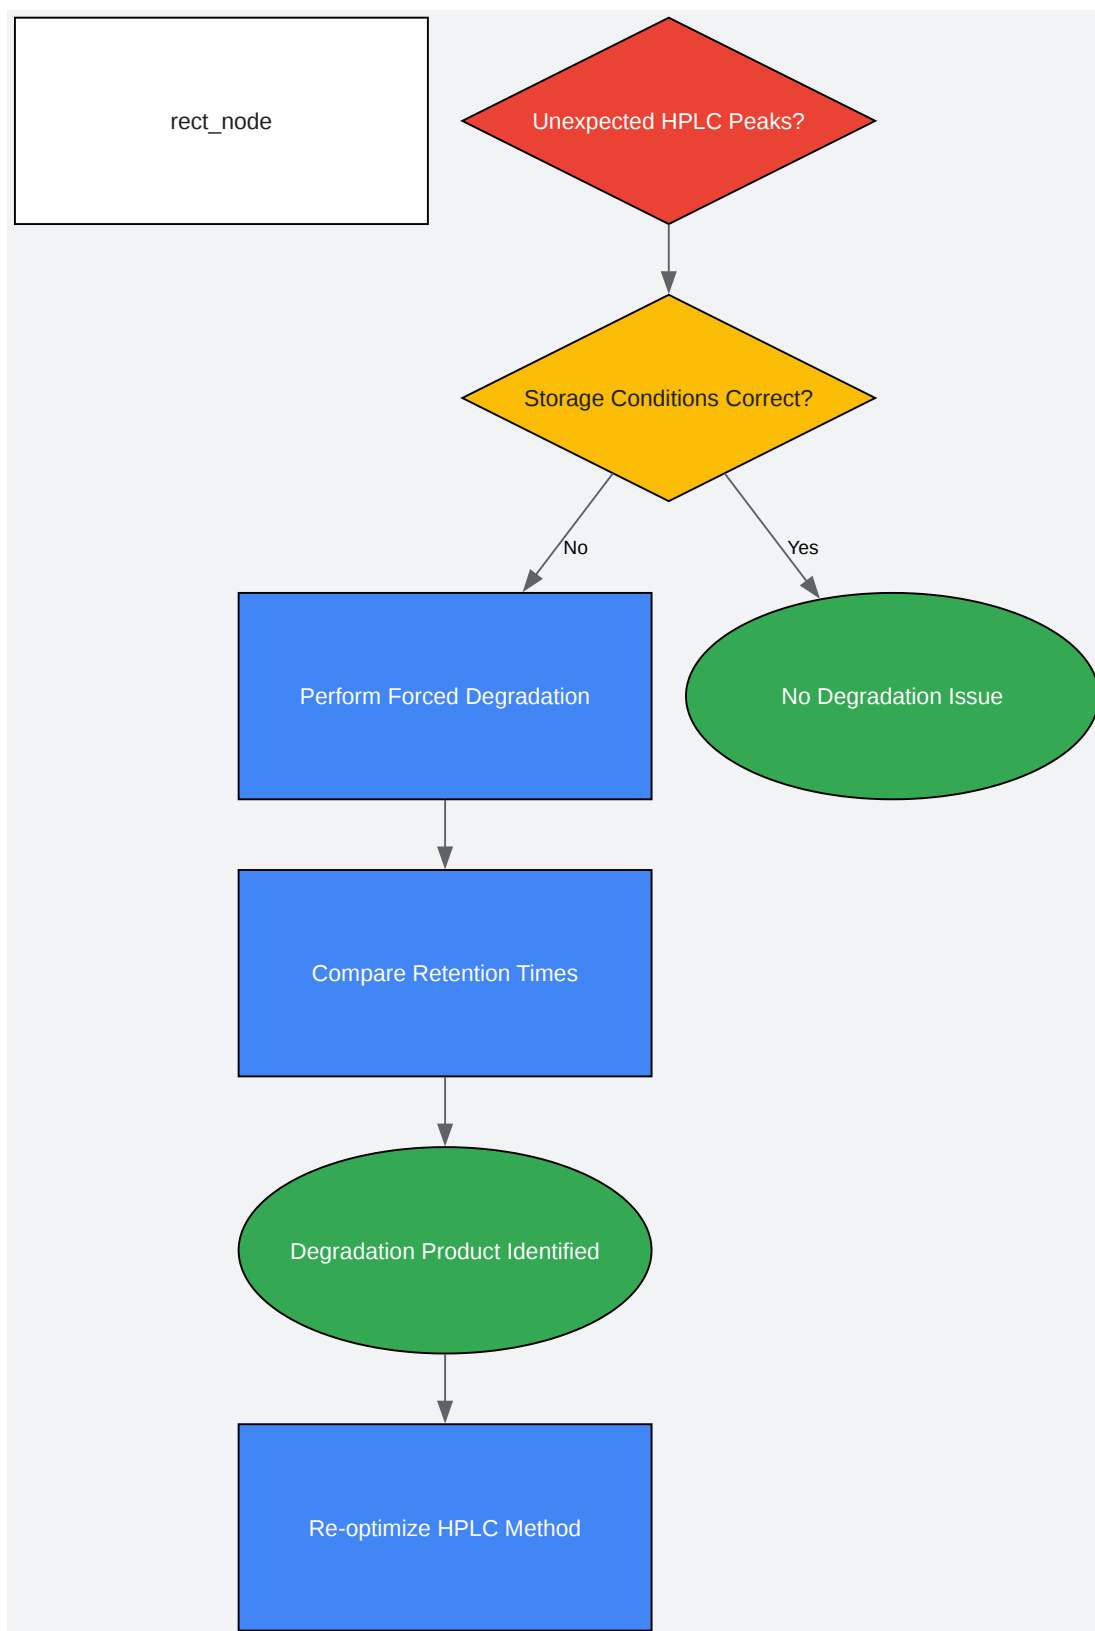 rect_node
Unexpected HPLC Peaks?
Storage Conditions Correct?
No
Yes
Perform Forced Degradation
No Degradation Issue
Compare Retention Times
Degradation Product Identified
Re-optimize HPLC Method